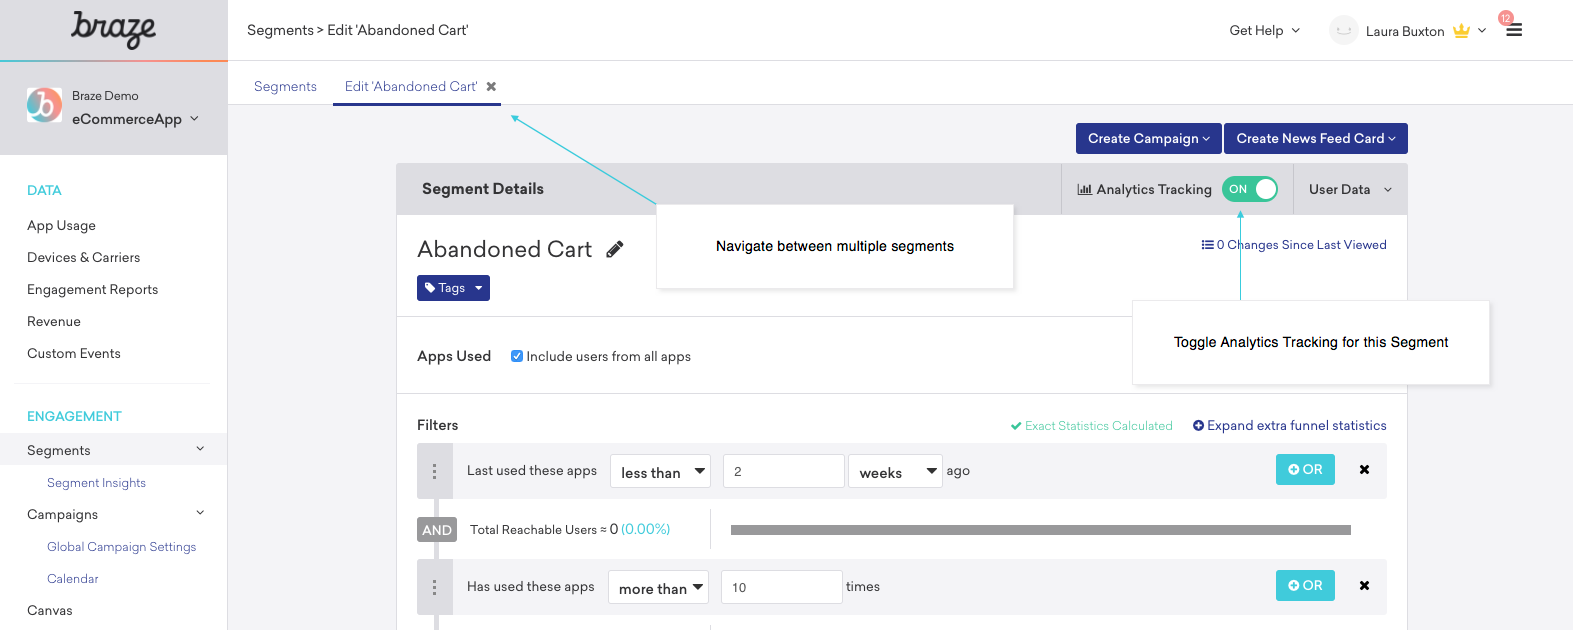 braze
Segments > Edit 'Abandoned Cart'
Get Help
Laura Buxton
12
Braze Demo
eCommerceApp
Segments
Edit 'Abandoned Cart'
Create Campaign
Create News Feed Card
Segment Details
Analytics Tracking
ON
User Data
DATA
App Usage
Devices & Carriers
Engagement Reports
Revenue
Custom Events
ENGAGEMENT
Segments
Segment Insights
Campaigns
Global Campaign Settings
Calendar
Canvas
Abandoned Cart
Navigate between multiple segments
0 Changes Since Last Viewed
Tags
Toggle Analytics Tracking for this Segment
Apps Used
Include users from all apps
Filters
Exact Statistics Calculated
Expand extra funnel statistics
Last used these apps less than 2 weeks ago
OR
AND
Total Reachable Users ≈ 0 (0.00%)
Has used these apps more than 10 times
OR